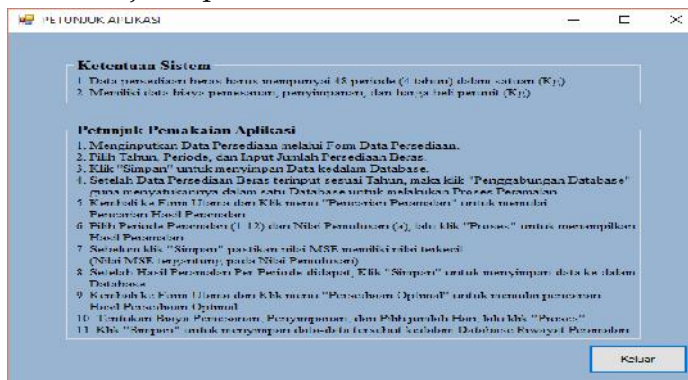 PETUNJUK APLIKASI
Ketentuan Sistem
1. Data persediaan beras harus mempunyai 48 periode (4 tahun) dalam satuan (Kg)
2. Memiliki data biaya pemesanan, penyimpanan, dan harga beli perunit (Kg)
Petunjuk Pemakaian Aplikasi
1. Menginputkan Data Persediaan melalui Form Data Persediaan.
2. Pilih Tahun, Periode, dan Input Jumlah Persediaan Beras.
3. Klik "Simpan" untuk menyimpan Data kedalam Database.
4. Setelah Data Persediaan Beras terinput sesuai Tahun, maka klik "Penggabungan Database"
guna menyatukannya dalam satu Database untuk melakukan Proses Peramalan.
5. Kembali ke Form Utama dan Klik menu "Pencarian Peramalan" untuk memulai
Pencarian Hasil Peramalan
6. Pilih Periode Peramalan (1-12) dan Nilai Pemulusan (a), lalu klik "Proses" untuk menampilkan
Hasil Peramalan
7. Sebelum klik "Simpan" pastikan nilai MSE memiliki nilai terkecil
(Nilai MSE tergantung pada Nilai Pemulusan)
8. Setelah Hasil Peramalan Per Periode didapat, Klik "Simpan" untuk menyimpan data ke dalam
Database
9. Kembali ke Form Utama dan Klik menu "Persediaan Optimal" untuk memulai pencarian
Hasil Persediaan Optimal
10. Tentukan Biaya Pemesanan, Penyimpanan, dan Pilih jumlah Hari, lalu klik "Proses"
11. Klik "Simpan" untuk menyimpan data-data tersebut kedalam Database Riwayat Peramalan
Keluar